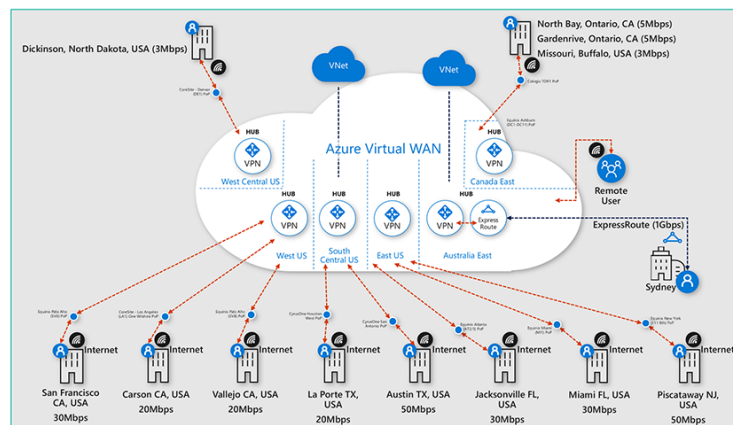 North Bay, Ontario, CA (5Mbps)
Gardenrive, Ontario, CA (5Mbps)
Missouri, Buffalo, USA (3Mbps)
Dickinson, North Dakota, USA (3Mbps)
VNet
VNet
HUB
VPN
West Central US
Azure Virtual WAN
HUB
VPN
Canada East
Remote
User
HUB
HUB
HUB
HUB
VPN
VPN
VPN
VPN
Express
Route
West US
South
Central US
East US
Australia East
ExpressRoute (1Gbps)
Sydney
Internet
Internet
Internet
Internet
Internet
Internet
Internet
Internet
San Francisco
CA, USA
30Mbps
Carson CA, USA
20Mbps
Vallejo CA, USA
20Mbps
La Porte TX,
USA
20Mbps
Austin TX, USA
50Mbps
Jacksonville FL,
USA
30Mbps
Miami FL, USA
30Mbps
Piscataway NJ,
USA
50Mbps